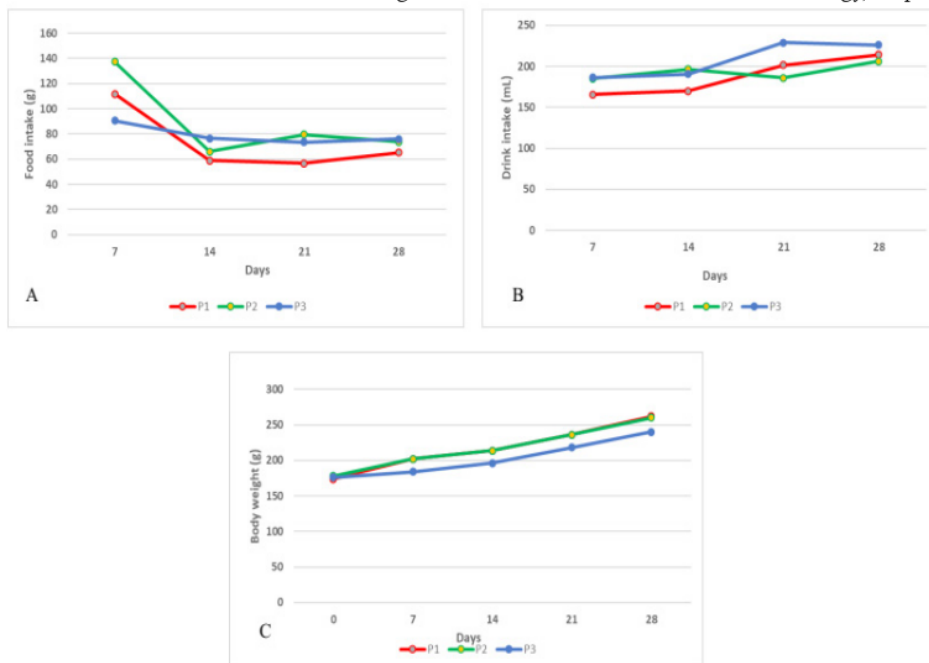 160
140
120
100
80
60
40
20
0
Food intake (g)
7 14 21 28
Days
A
P1 P2 P3
250
200
150
100
50
0
Drink intake (mL)
7 14 21 28
Days
B
P1 P2 P3
300
250
200
150
100
50
0
Body weight (g)
0 7 14 21 28
Days
C
P1 P2 P3